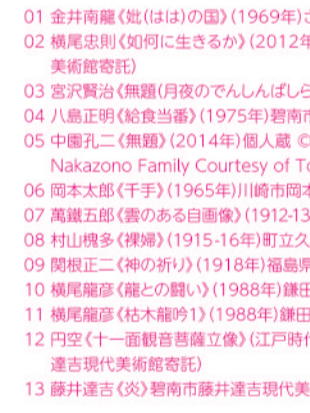 01 金井南龍《妣(はは)の国》(1969年)
02 横尾忠則《如何に生きるか》(2012年
美術館寄託)
03 宮沢賢治《無題(月夜のでんしんばしら
04 八島正明《給食当番》(1975年)碧南市
05 中園孔二《無題》(2014年)個人蔵 ©
Nakazono Family Courtesy of To
06 岡本太郎《千手》(1965年)川崎市岡本
07 萬鐵五郎《雲のある自画像》(1912-13
08 村山槐多《裸婦》(1915-16年)町立久
09 関根正二《神の祈り》(1918年)福島県
10 横尾龍彦《龍との闘い》(1988年)鎌田
11 横尾龍彦《枯木龍吟1》(1988年)鎌田
12 円空《十一面観音菩薩立像》(江戸時代
達吉現代美術館寄託)
13 藤井達吉《炎》碧南市藤井達吉現代美